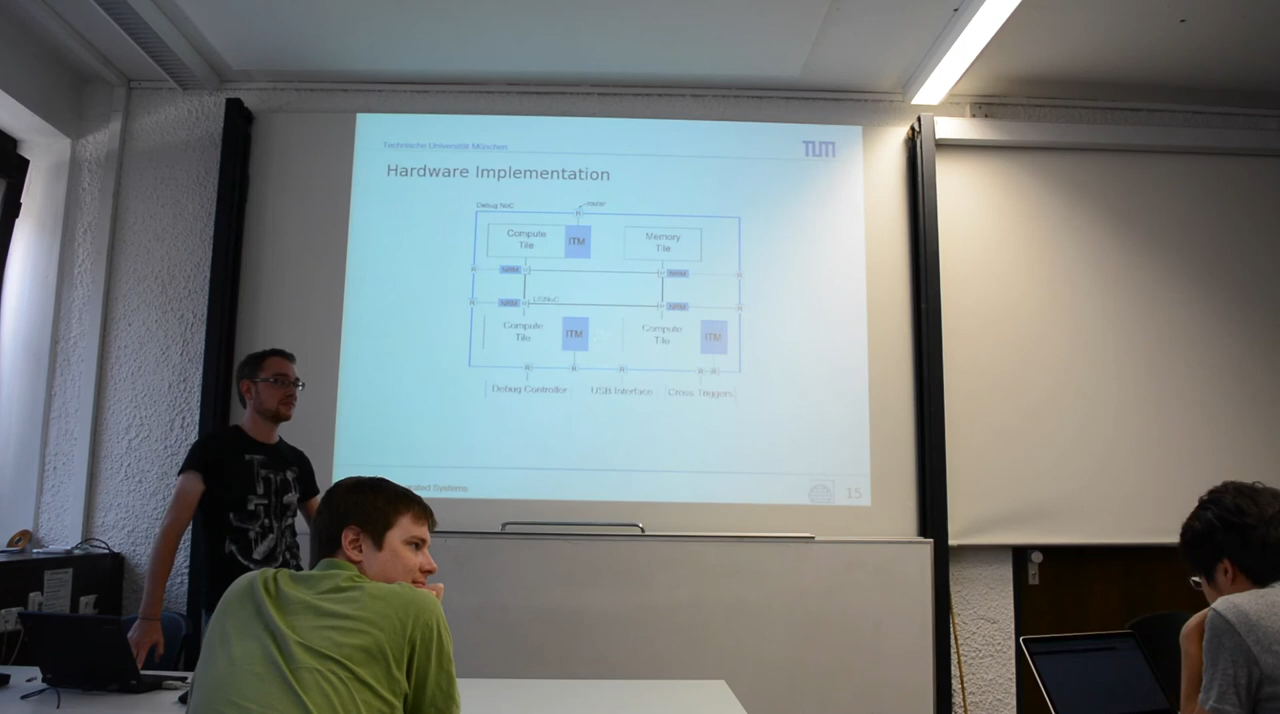 Technische Universität München
TUM
Hardware Implementation
Debug NoC
router
R
Compute
Tile
ITM
Memory
Tile
R
NRM
R
R
NRM
R
R
NRM
R
LISNoC
R
NRM
R
Compute
Tile
ITM
Compute
Tile
ITM
R
R
R
R
R
Debug Controller
USB Interface
Cross Triggers
Systems
15